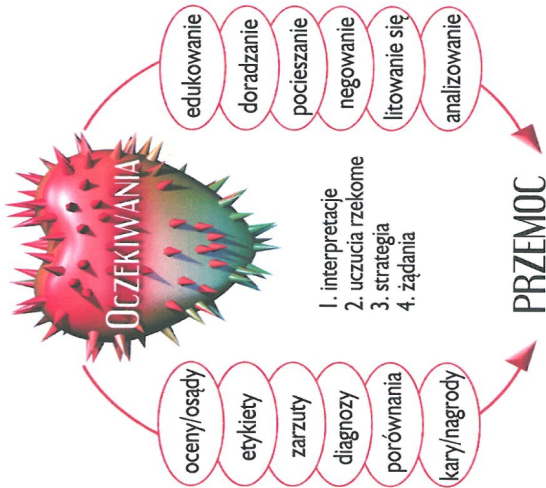 OCZEKIWANIA
oceny/osądy
etykiety
zarzuty
diagnozy
porównania
kary/nagrody
1. interpretacje
2. uczucia rzekome
3. strategia
4. żądania
edukowanie
doradzanie
pocieszanie
negowanie
litowanie się
analizowanie
PRZEMOC